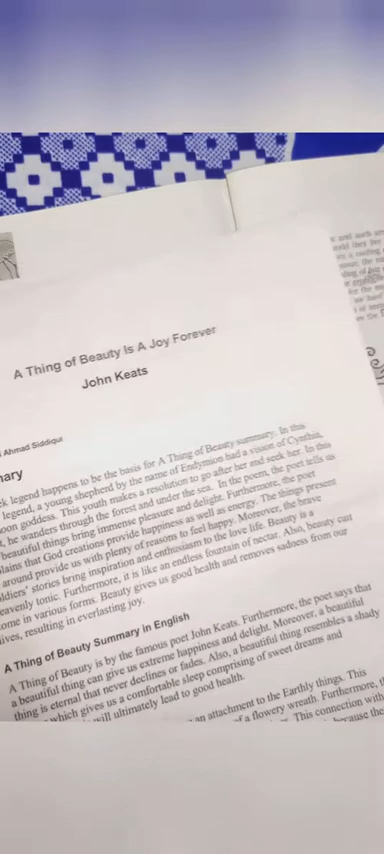 A Thing of Beauty Is A Joy Forever
John Keats
Ahmad Siddiqui
mary
k legend happens to be the basis for A Thing of Beauty summary. In this
legend, a young shepherd by the name of Endymion had a vision of Cynthia,
oon goddess. This youth makes a resolution to go after her and seek her. In this
, he wanders through the forest and under the sea. In the poem, the poet tells us
beautiful things bring immense pleasure and delight. Furthermore, the poet
lains that God creations provide happiness as well as energy. The things present
around provide us with plenty of reasons to feel happy. Moreover, the brave
ldiers' stories bring inspiration and enthusiasm to the love life. Beauty is a
eavenly tonic. Furthermore, it is like an endless fountain of nectar. Also, beauty can
ome in various forms. Beauty gives us good health and removes sadness from our
lives, resulting in everlasting joy.
A Thing of Beauty Summary in English
A Thing of Beauty is by the famous poet John Keats. Furthermore, the poet says that
a beautiful thing can give us extreme happiness and delight. Moreover, a beautiful
thing is eternal that never declines or fades. Also, a beautiful thing resembles a shady
which gives us a comfortable sleep comprising of sweet dreams and
will ultimately lead to good health.
an attachment to the Earthly things. This
of a flowery wreath. Furthermore,
This connection with
because the